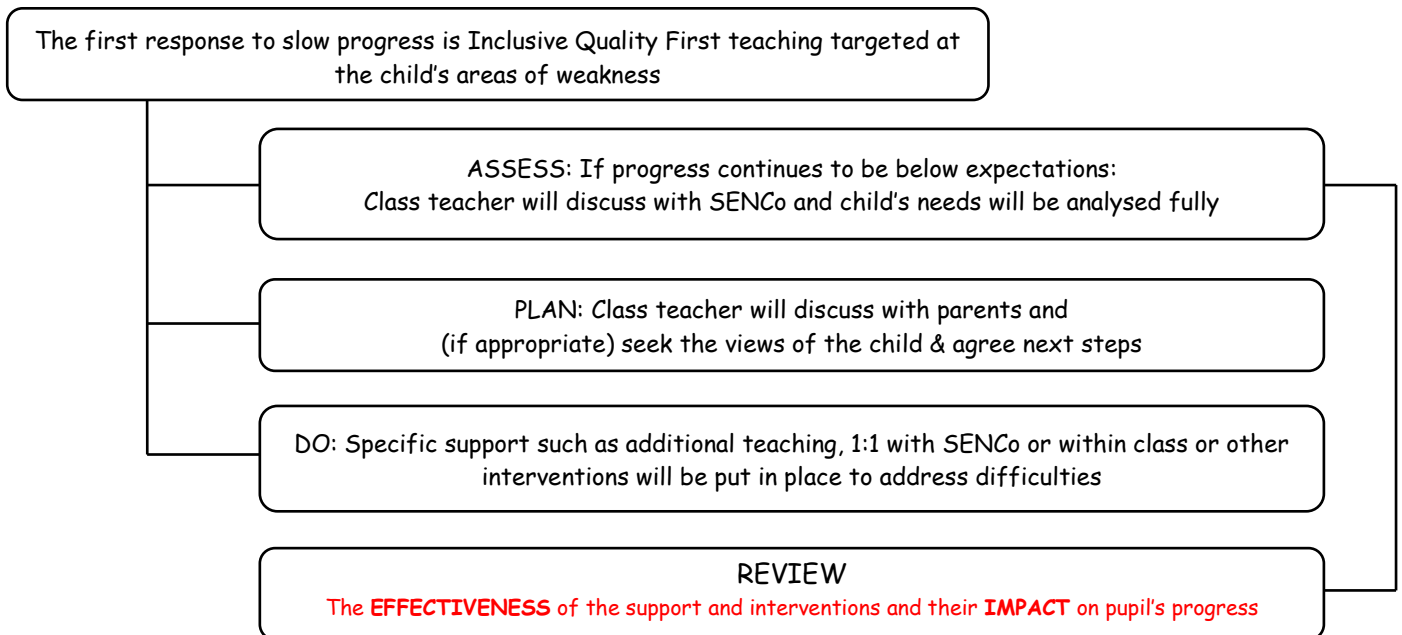 The first response to slow progress is Inclusive Quality First teaching targeted at
the child's areas of weakness
ASSESS: If progress continues to be below expectations:
Class teacher will discuss with SENCo and child's needs will be analysed fully
PLAN: Class teacher will discuss with parents and
(if appropriate) seek the views of the child & agree next steps
DO: Specific support such as additional teaching, 1:1 with SENCo or within class or other
interventions will be put in place to address difficulties
REVIEW
The EFFECTIVENESS of the support and interventions and their IMPACT on pupil's progress